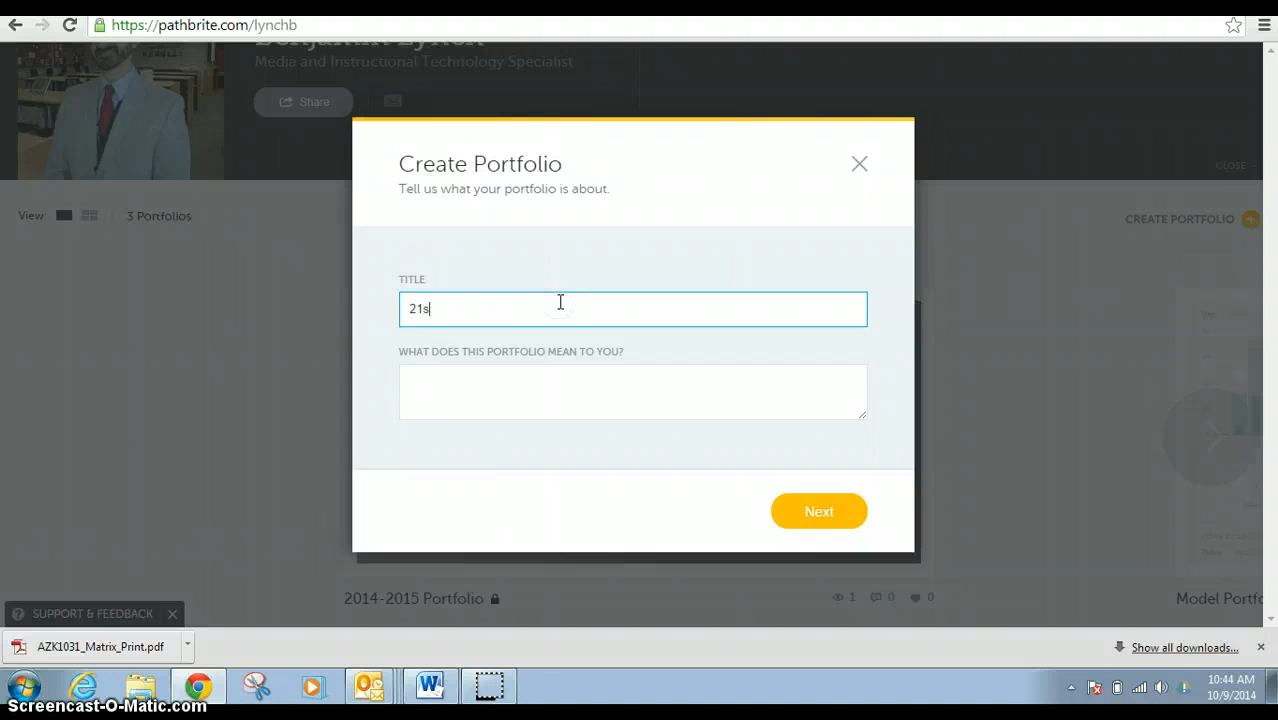 https://pathbrite.com/lynchb
Benjamin Lynch
Media and Instructional Technology Specialist
Share
CLOSE
View:
3 Portfolios
CREATE PORTFOLIO
Create Portfolio
Tell us what your portfolio is about.
TITLE
21s
WHAT DOES THIS PORTFOLIO MEAN TO YOU?
Next
2014-2015 Portfolio
1
0
0
Model Portfo
SUPPORT & FEEDBACK
AZK1031_Matrix_Print.pdf
Show all downloads...
10:44 AM
10/9/2014
Screencast-O-Matic.com